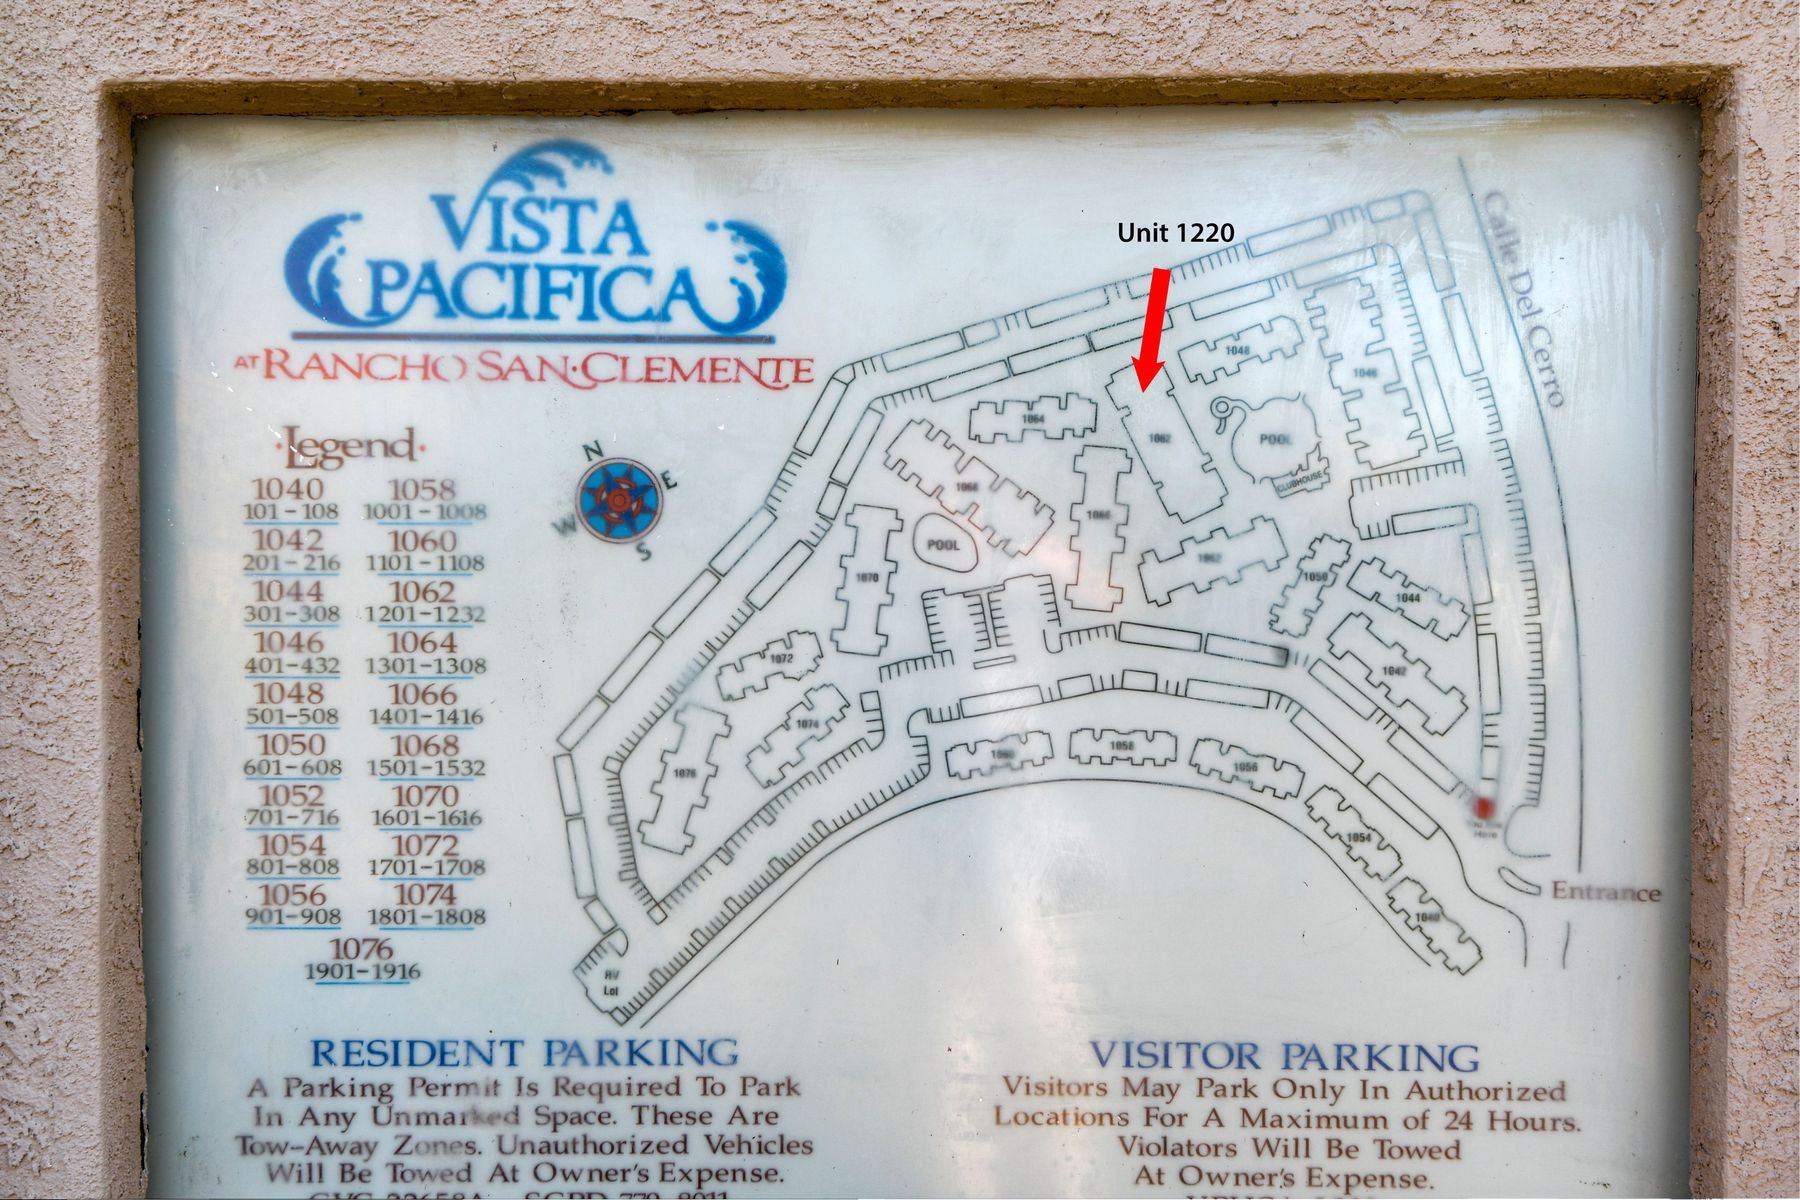 VISTA
PACIFICA
AT RANCHO SAN·CLEMENTE
Unit 1220
Calle Del Cerro
·Legend·
1040 1058
101-108 1001-1008
1042 1060
201-216 1101-1108
1044 1062
301-308 1201-1232
1046 1064
401-432 1301-1308
1048 1066
501-508 1401-1416
1050 1068
601-608 1501-1532
1052 1070
701-716 1601-1616
1054 1072
801-808 1701-1708
1056 1074
901-908 1801-1808
1076
1901-1916
N
E
W
S
1048
1046
1064
1062
POOL
CLUBHOUSE
1068
1066
POOL
1070
1052
1050
1044
1042
1072
1074
1076
1060
1058
1056
1054
1040
You Are
Here
Entrance
RV
Lot
RESIDENT PARKING
A Parking Permit Is Required To Park
In Any Unmarked Space. These Are
Tow-Away Zones. Unauthorized Vehicles
Will Be Towed At Owner's Expense.
VISITOR PARKING
Visitors May Park Only In Authorized
Locations For A Maximum of 24 Hours.
Violators Will Be Towed
At Owner's Expense.